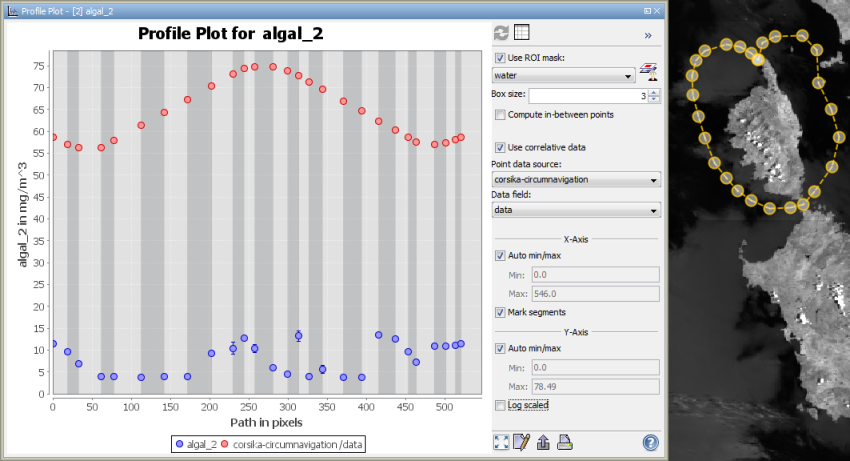 Profile Plot - [2] algal_2
Profile Plot for algal_2
75
70
65
60
55
50
45
40
35
30
25
20
15
10
5
0
algal_2 in mg/m^3
0 50 100 150 200 250 300 350 400 450 500
Path in pixels
algal_2 corsika-circumnavigation/data
»
Use ROI mask:
water
Box size: 3
Compute in-between points
Use correlative data
Point data source:
corsika-circumnavigation
Data field:
data
X-Axis
Auto min/max
Min: 0.0
Max: 546.0
Mark segments
Y-Axis
Auto min/max
Min: 0.0
Max: 78.49
Log scaled
?